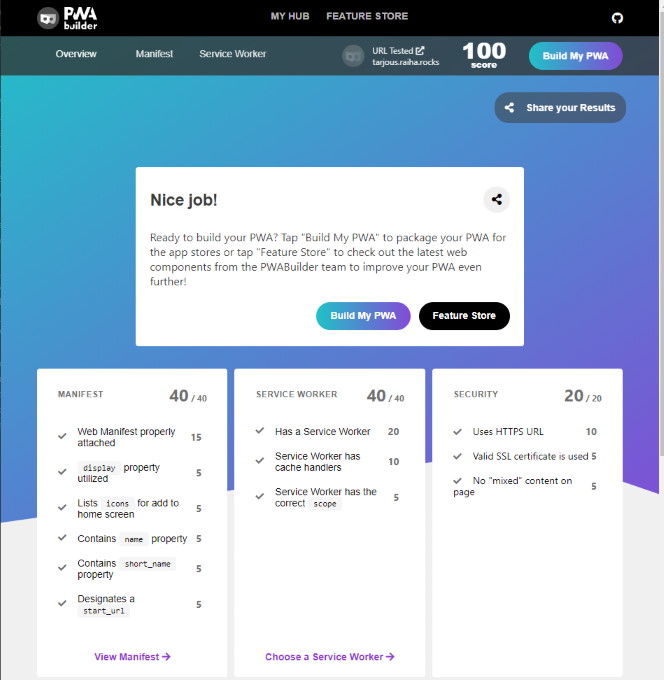 PWA
builder
MY HUB FEATURE STORE
Overview Manifest Service Worker
URL Tested
tarjous.raiha.rocks
100
score
Build My PWA
Share your Results
Nice job!
Ready to build your PWA? Tap "Build My PWA" to package your PWA for
the app stores or tap "Feature Store" to check out the latest web
components from the PWABuilder team to improve your PWA even
further!
Build My PWA Feature Store
MANIFEST 40 / 40
Web Manifest properly
attached 15
display property
utilized 5
Lists icons for add to
home screen 5
Contains name property 5
Contains short_name
property 5
Designates a
start_url 5
View Manifest
SERVICE WORKER 40 / 40
Has a Service Worker 20
Service Worker has
cache handlers 10
Service Worker has the
correct scope 5
Choose a Service Worker
SECURITY 20 / 20
Uses HTTPS URL 10
Valid SSL certificate is used 5
No "mixed" content on
page 5